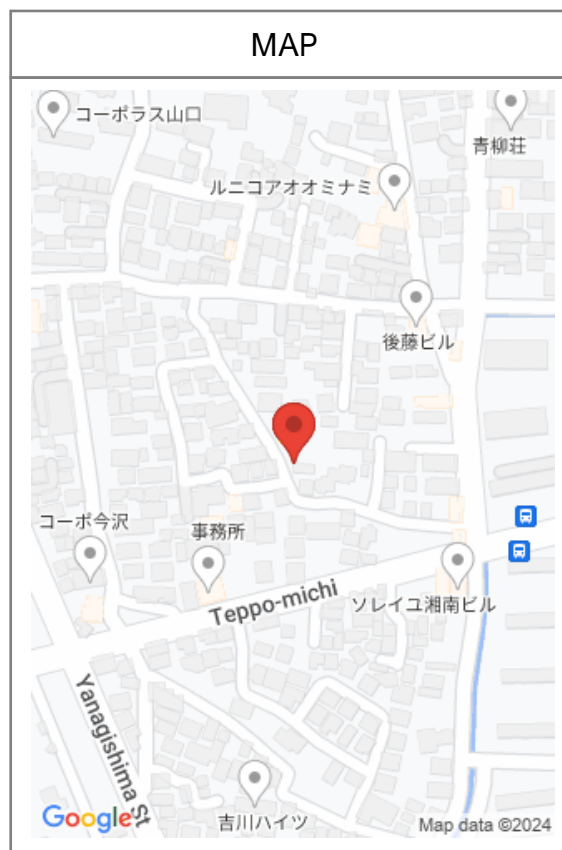 MAP
コーポラス山口
青柳荘
ルニコアオオミナミ
後藤ビル
コーポ今沢
事務所
Teppo-michi
ソレイユ湘南ビル
Yanagishima St
吉川ハイツ
Google
Map data ©2024